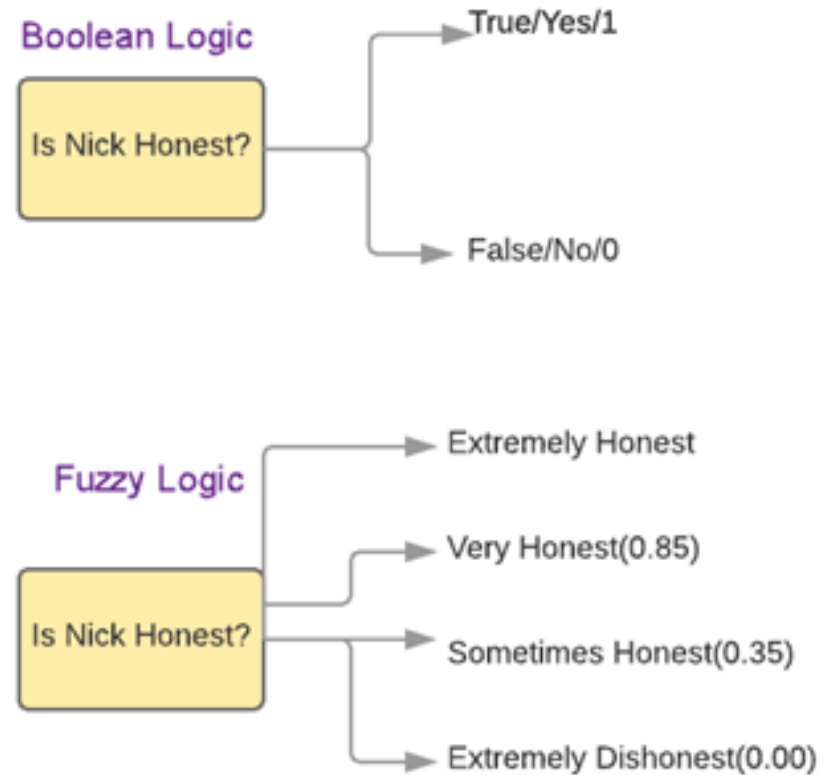 Boolean Logic
True/Yes/1
Is Nick Honest?
False/No/0
Fuzzy Logic
Extremely Honest
Very Honest(0.85)
Is Nick Honest?
Sometimes Honest(0.35)
Extremely Dishonest(0.00)